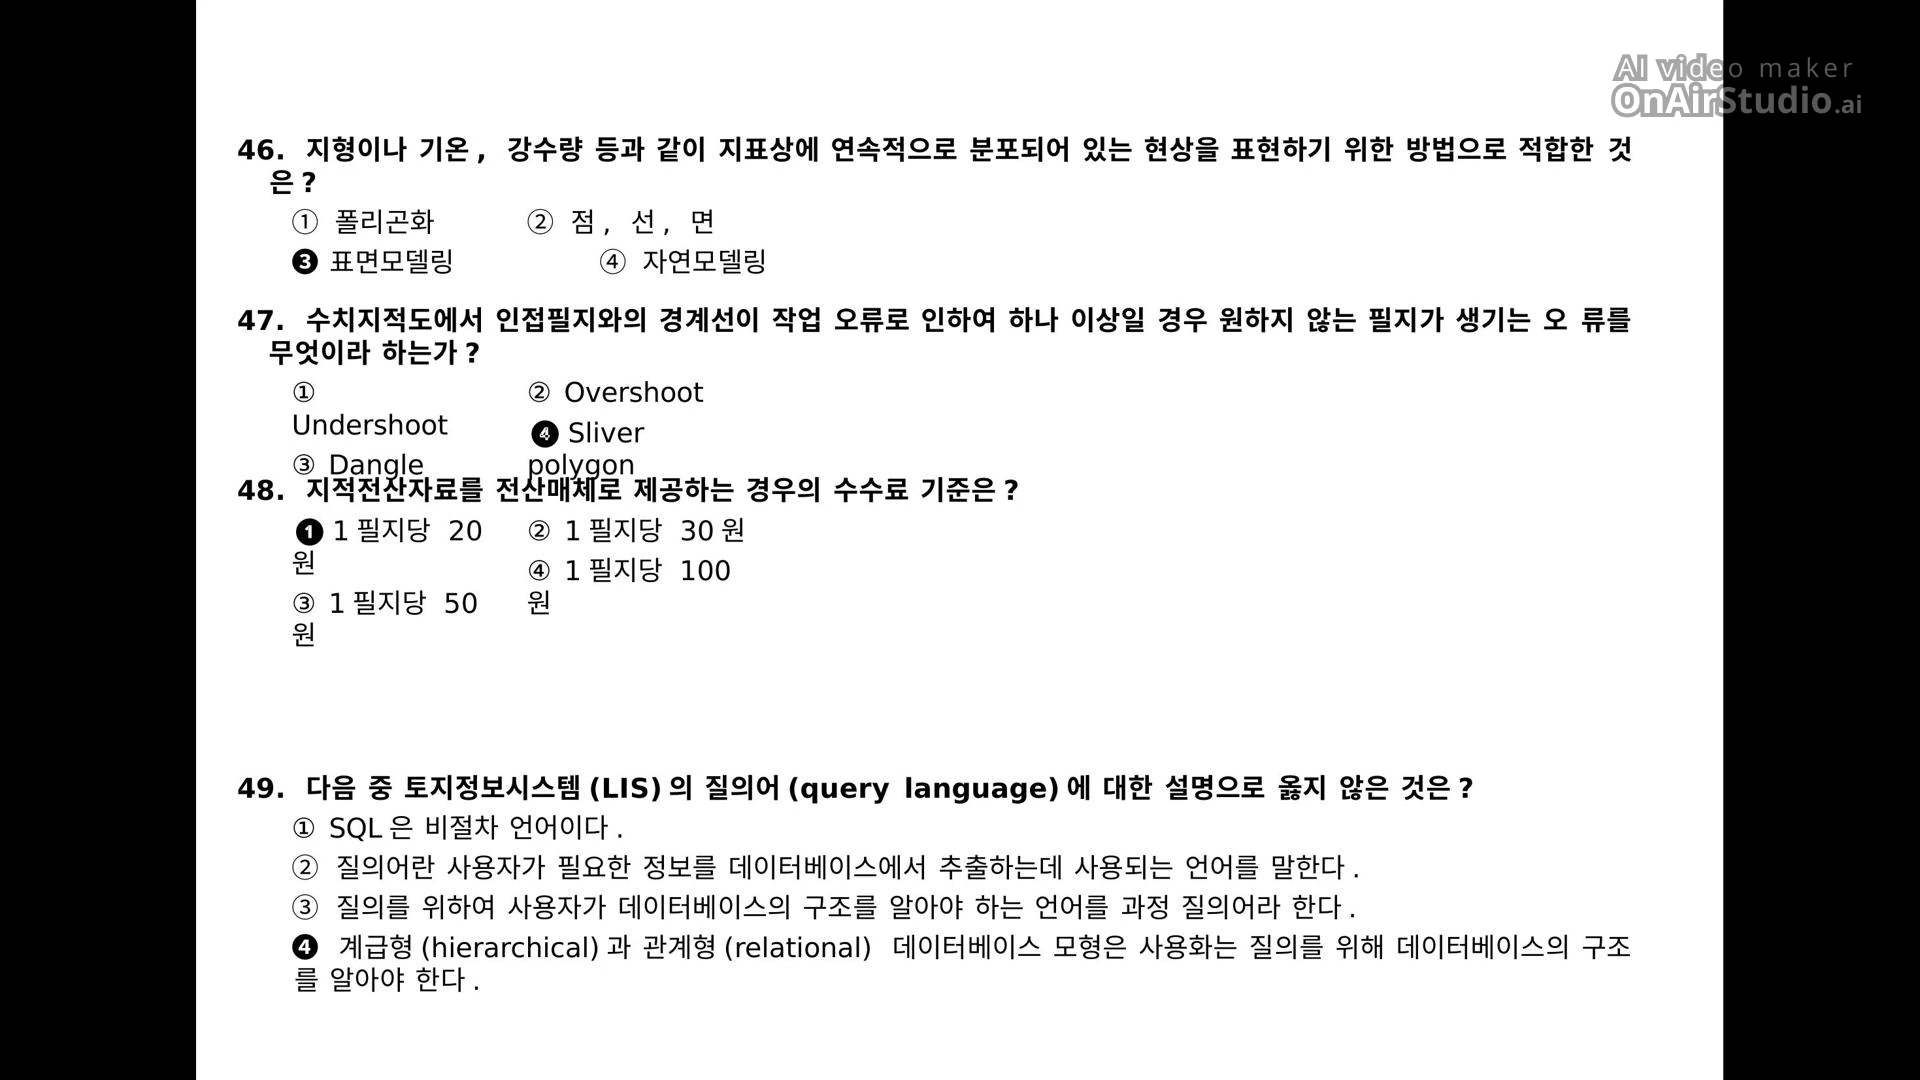 AI video maker
OnAirStudio.ai
46. 지형이나 기온, 강수량 등과 같이 지표상에 연속적으로 분포되어 있는 현상을 표현하기 위한 방법으로 적합한 것
은?
① 폴리곤화 ② 점, 선, 면
❸ 표면모델링 ④ 자연모델링
47. 수치지적도에서 인접필지와의 경계선이 작업 오류로 인하여 하나 이상일 경우 원하지 않는 필지가 생기는 오 류를
무엇이라 하는가?
①
Undershoot
③ Dangle
② Overshoot
❹ Sliver
polygon
48. 지적전산자료를 전산매체로 제공하는 경우의 수수료 기준은?
❶ 1필지당 20
원
③ 1필지당 50
원
② 1필지당 30원
④ 1필지당 100
원
49. 다음 중 토지정보시스템(LIS)의 질의어(query language)에 대한 설명으로 옳지 않은 것은?
① SQL은 비절차 언어이다.
② 질의어란 사용자가 필요한 정보를 데이터베이스에서 추출하는데 사용되는 언어를 말한다.
③ 질의를 위하여 사용자가 데이터베이스의 구조를 알아야 하는 언어를 과정 질의어라 한다.
❹ 계급형(hierarchical)과 관계형(relational) 데이터베이스 모형은 사용화는 질의를 위해 데이터베이스의 구조
를 알아야 한다.